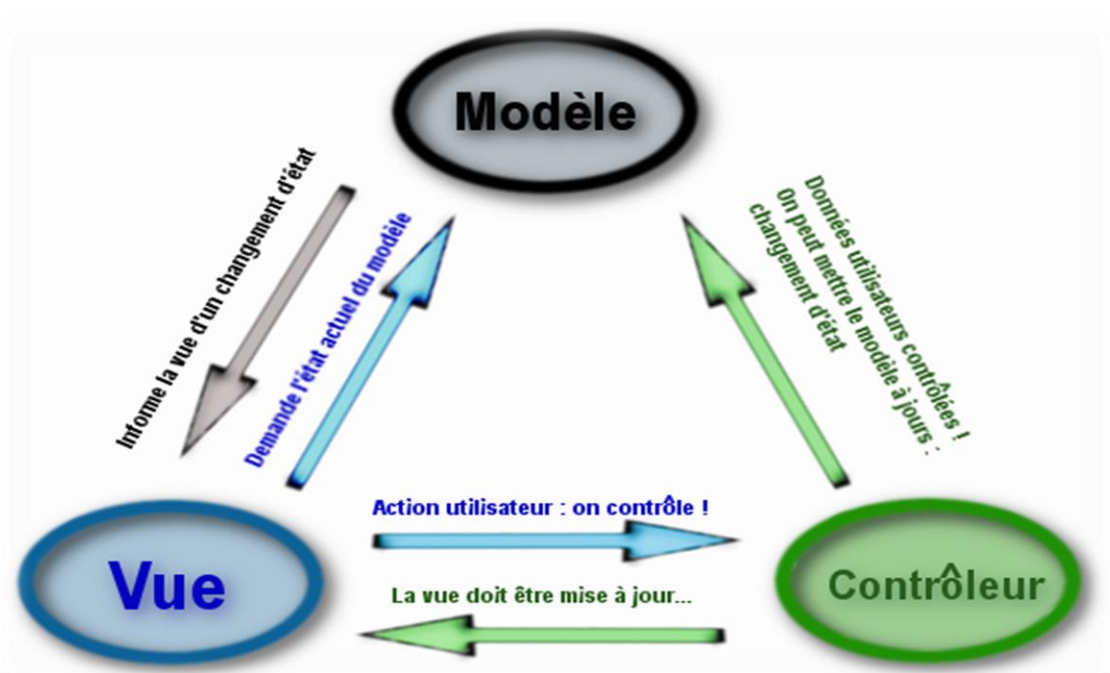 Modèle
Informe la vue d'un changement d'état
Demande l'état actuel du modèle
Données utilisateurs contrôlées !
On peut mettre le modèle à jours :
changement d'état
Action utilisateur : on contrôle !
La vue doit être mise à jour...
Vue
Contrôleur